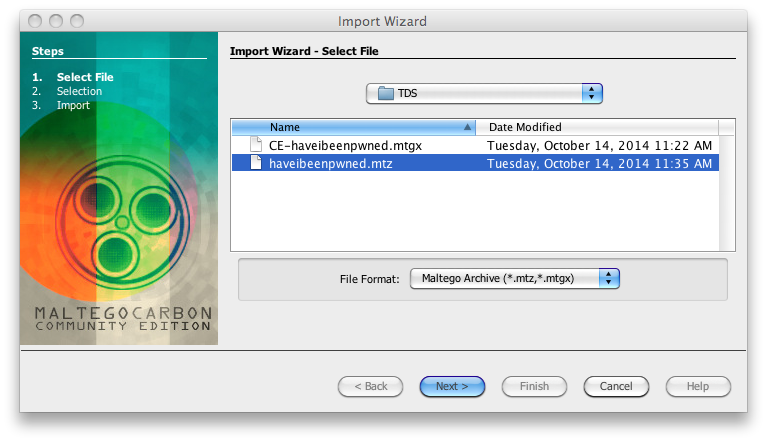 Import Wizard
Steps
1. Select File
2. Selection
3. Import
MALTEGOCARBON
COMMUNITY EDITION
Import Wizard - Select File
TDS
Name Date Modified
CE-haveibeenpwned.mtgx Tuesday, October 14, 2014 11:22 AM
haveibeenpwned.mtz Tuesday, October 14, 2014 11:35 AM
File Format: Maltego Archive (*.mtz,*.mtgx)
< Back Next > Finish Cancel Help